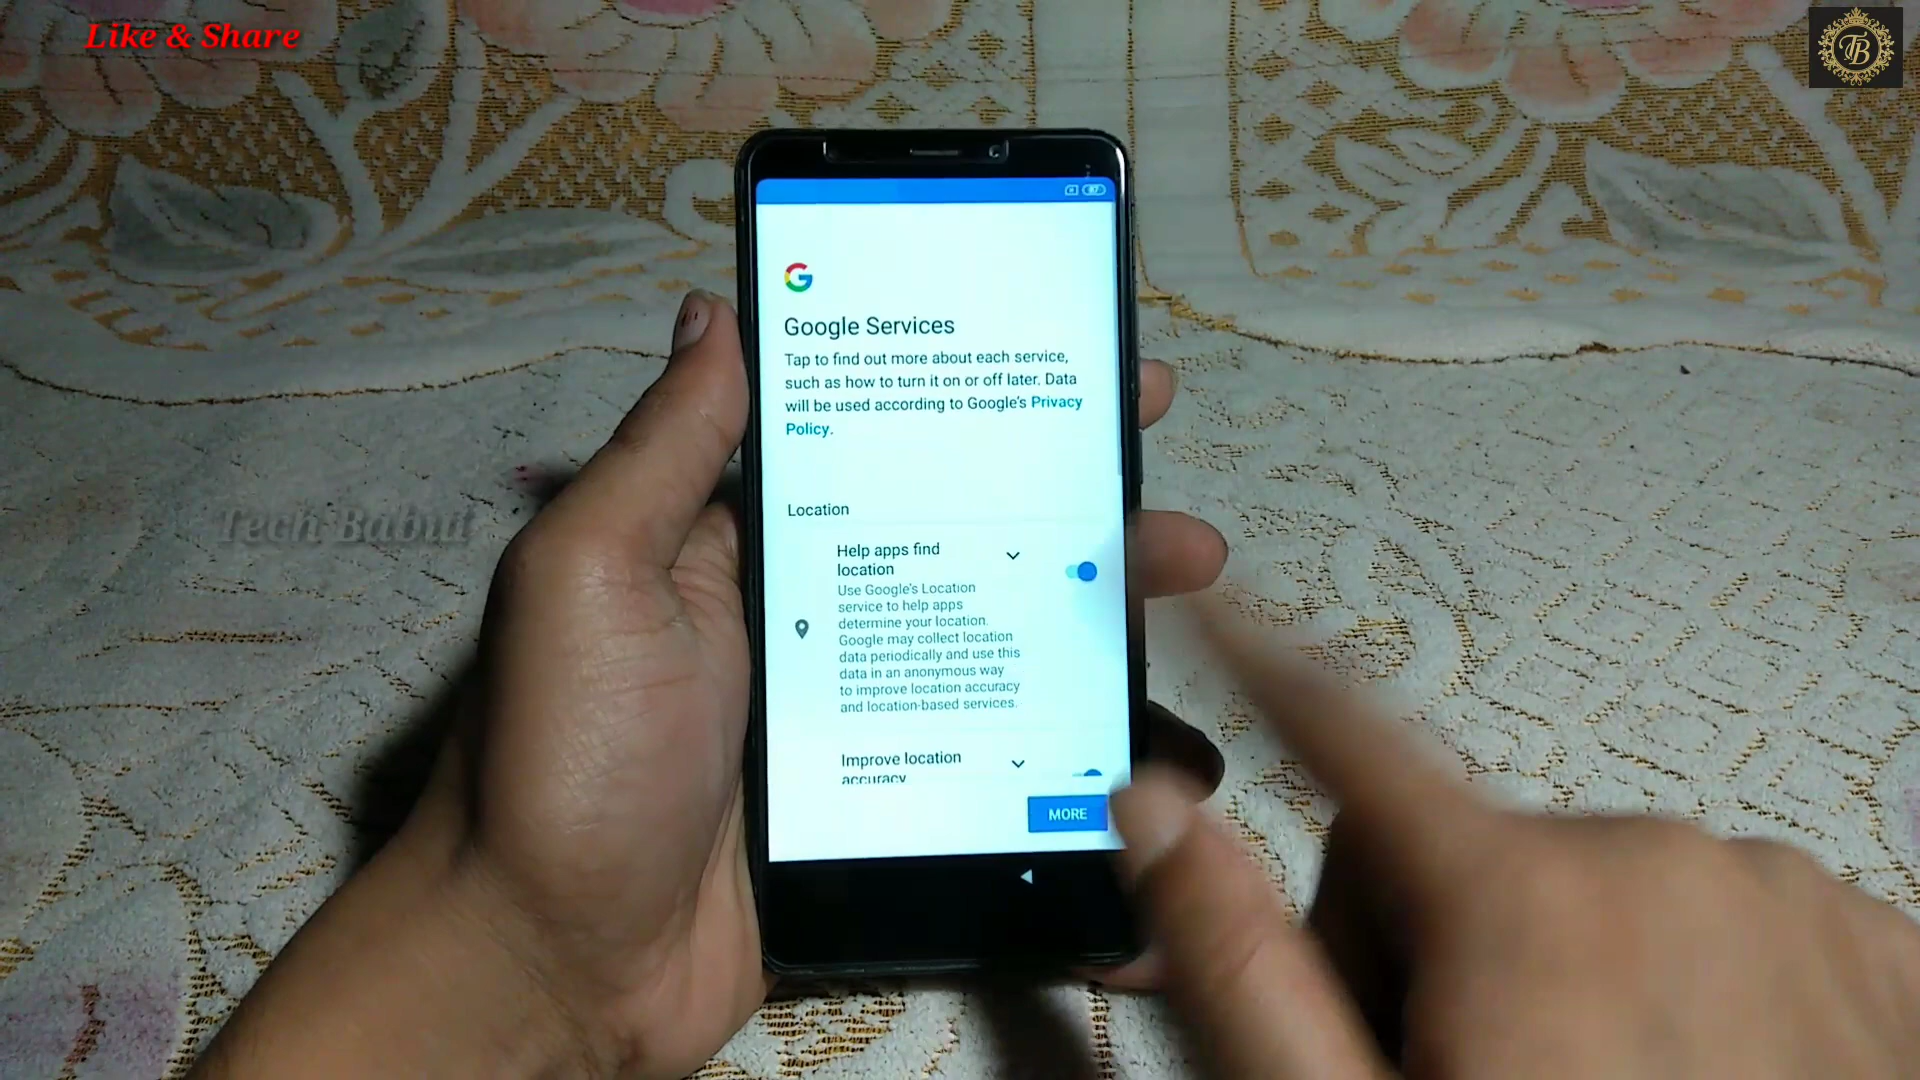 Like & Share
TB
87
Google Services
Tap to find out more about each service,
such as how to turn it on or off later. Data
will be used according to Google's Privacy
Policy.
Location
Tech Babul
Help apps find
location
Use Google's Location
service to help apps
determine your location.
Google may collect location
data periodically and use this
data in an anonymous way
to improve location accuracy
and location-based services.
Improve location
accuracy
MORE